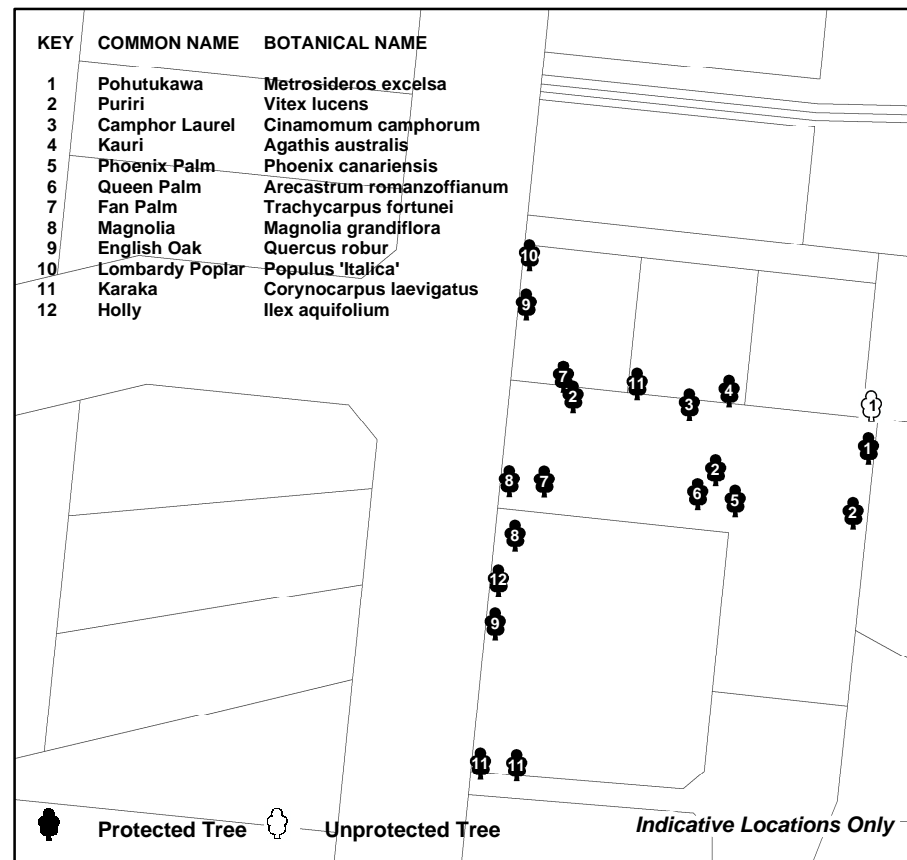 KEY COMMON NAME BOTANICAL NAME
1 Pohutukawa Metrosideros excelsa
2 Puriri Vitex lucens
3 Camphor Laurel Cinamomum camphorum
4 Kauri Agathis australis
5 Phoenix Palm Phoenix canariensis
6 Queen Palm Arecastrum romanzoffianum
7 Fan Palm Trachycarpus fortunei
8 Magnolia Magnolia grandiflora
9 English Oak Quercus robur
10 Lombardy Poplar Populus 'Italica'
11 Karaka Corynocarpus laevigatus
12 Holly Ilex aquifolium
10
9
7
2
11
3
4
1
1
8
7
2
6
5
2
8
12
9
11
11
Protected Tree Unprotected Tree Indicative Locations Only